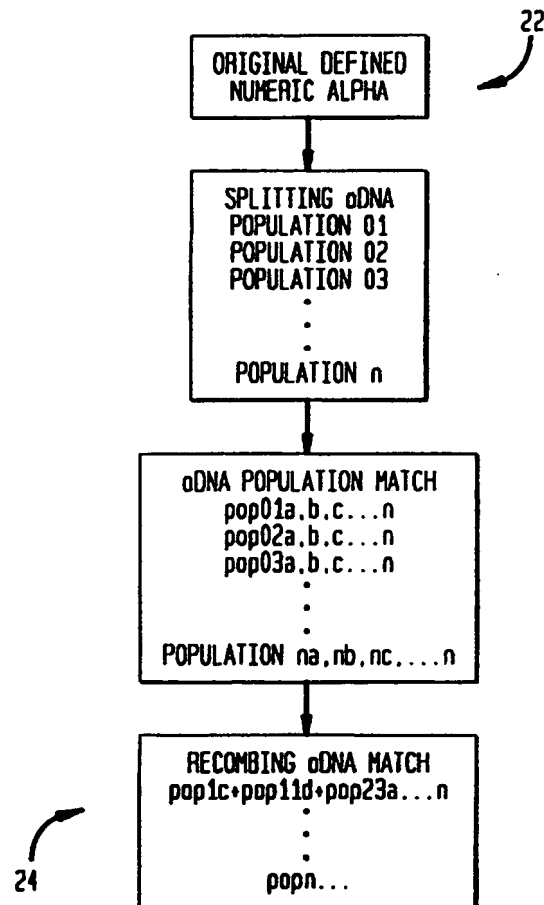 22
ORIGINAL DEFINED
NUMERIC ALPHA
SPLITTING oDNA
POPULATION 01
POPULATION 02
POPULATION 03
.
.
.
POPULATION n
oDNA POPULATION MATCH
pop01a,b,c...n
pop02a,b,c...n
pop03a,b,c...n
.
.
.
POPULATION na,nb,nc,....n
RECOMBING oDNA MATCH
pop1c+pop11d+pop23a...n
.
.
.
popn...
24